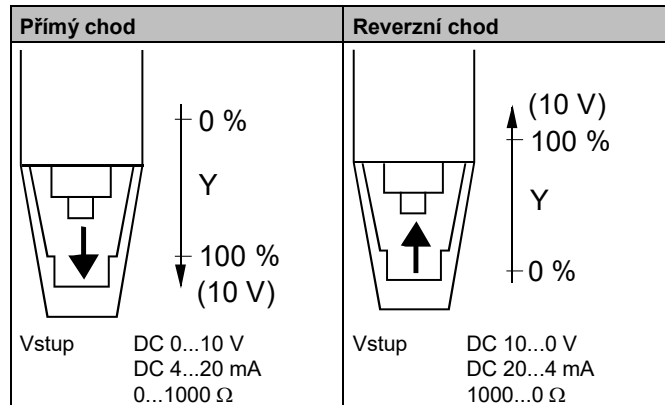 Přímý chod
0 %
Y
100 %
(10 V)
Vstup DC 0...10 V
DC 4...20 mA
0...1000 Ω
Reverzní chod
(10 V)
100 %
Y
0 %
Vstup DC 10...0 V
DC 20...4 mA
1000...0 Ω